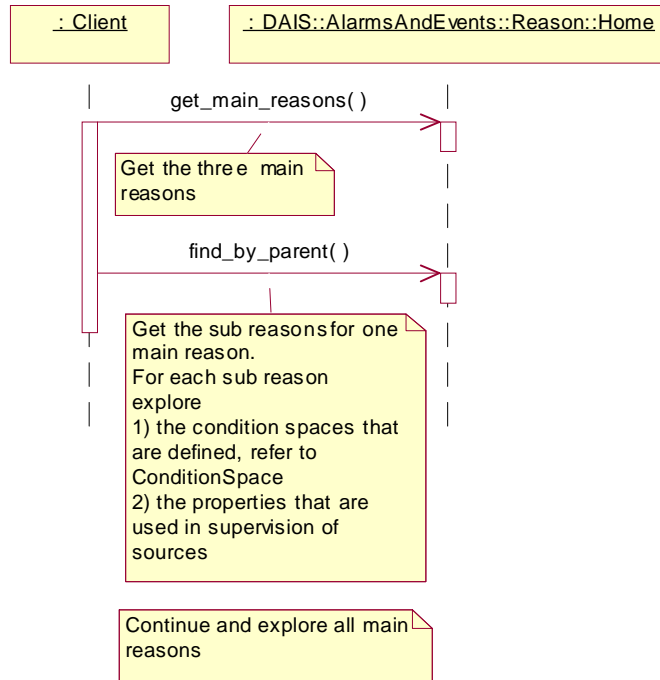 : Client
: DAIS::AlarmsAndEvents::Reason::Home
get_main_reasons( )
Get the three main
reasons
find_by_parent( )
Get the sub reasons for one
main reason.
For each sub reason
explore
1) the condition spaces that
are defined, refer to
ConditionSpace
2) the properties that are
used in supervision of
sources
Continue and explore all main
reasons